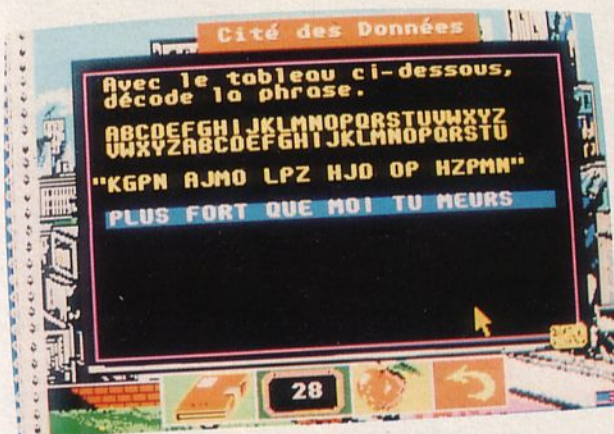 Cité des Données
Avec le tableau ci-dessous,
décode la phrase.
ABCDEFGHIJKLMNOPQRSTUVWXYZ
VWXYZABCDEFGHIJKLMNOPQRSTU
"KGPN AJMO LPZ HJD OP HZPMN"
PLUS FORT QUE MOI TU MEURS
28